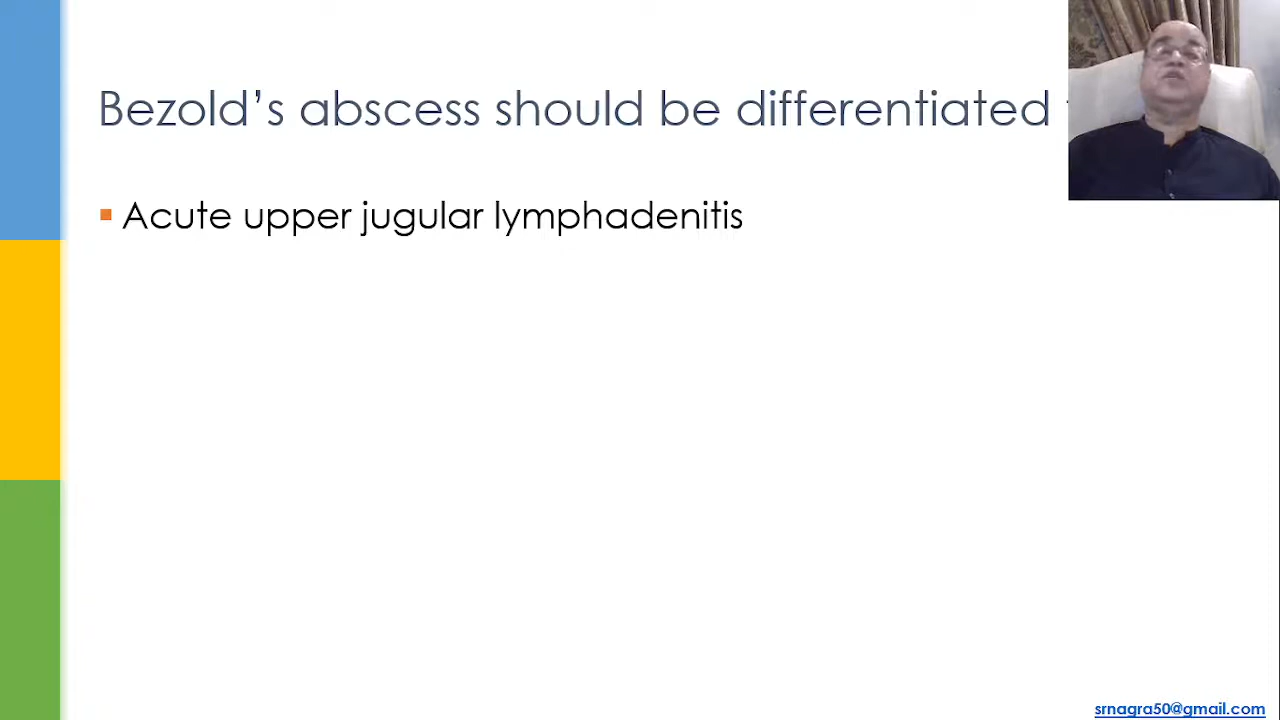 Bezold’s abscess should be differentiated
Acute upper jugular lymphadenitis
srnagra50@gmail.com